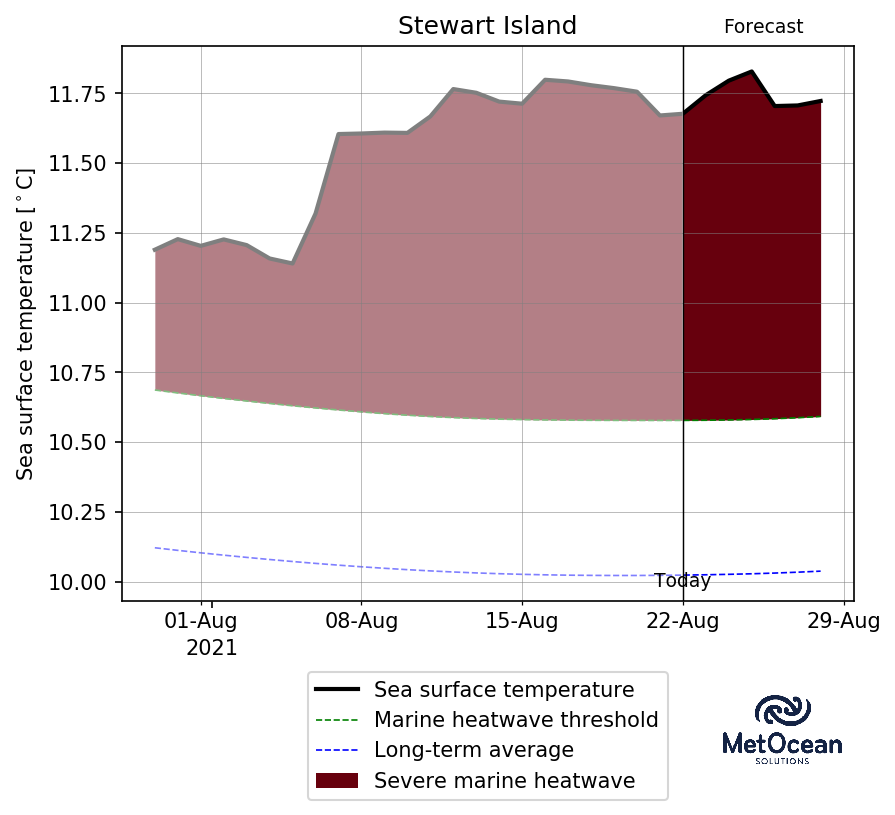 Stewart Island
Forecast
Sea surface temperature [°C]
11.75
11.50
11.25
11.00
10.75
10.50
10.25
10.00
Today
01-Aug
2021
08-Aug
15-Aug
22-Aug
29-Aug
Sea surface temperature
Marine heatwave threshold
Long-term average
Severe marine heatwave
MetOcean
SOLUTIONS